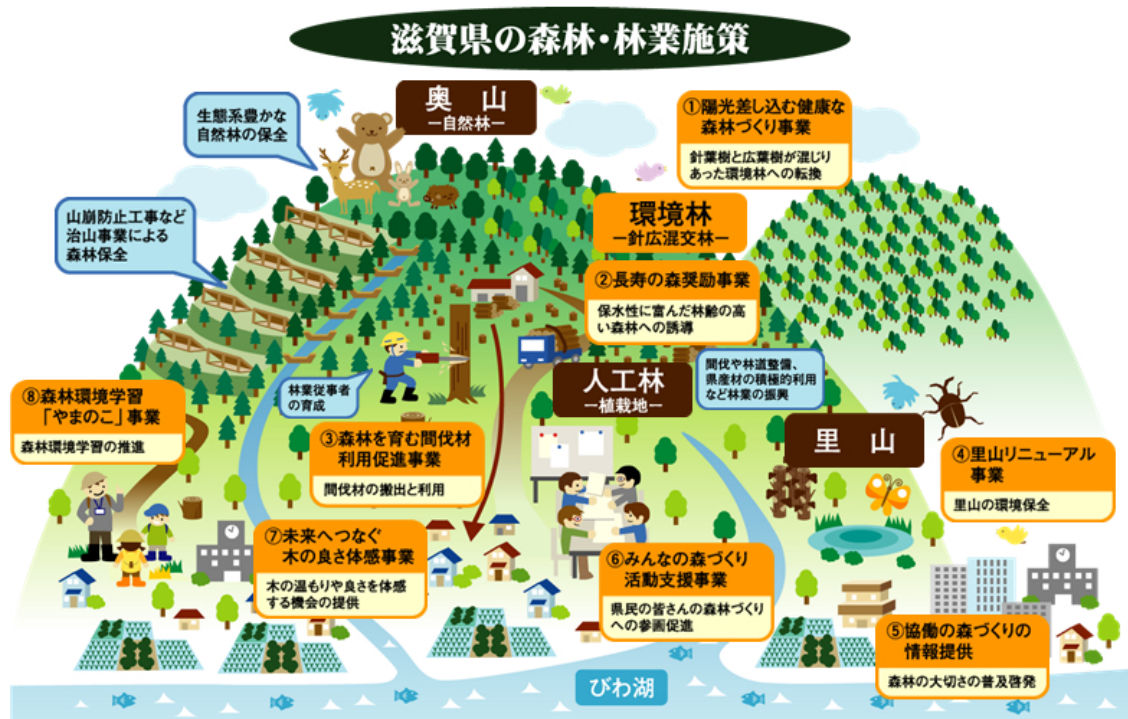 滋賀県の森林・林業施策
奥山
ー自然林ー
生態系豊かな
自然林の保全
①陽光差し込む健康な
森林づくり事業
針葉樹と広葉樹が混じり
あった環境林への転換
山崩防止工事など
治山事業による
森林保全
環境林
ー針広混交林ー
②長寿の森奨励事業
保水性に富んだ林齢の高
い森林への誘導
間伐や林道整備、
県産材の積極的利用
など林業の振興
人工林
ー植栽地ー
林業従事者
の育成
⑧森林環境学習
「やまのこ」事業
森林環境学習の推進
③森林を育む間伐材
利用促進事業
間伐材の搬出と利用
里山
④里山リニューアル
事業
里山の環境保全
⑦未来へつなぐ
木の良さ体感事業
木の温もりや良さを体感
する機会の提供
⑥みんなの森づくり
活動支援事業
県民の皆さんの森林づくり
への参画促進
⑤協働の森づくりの
情報提供
森林の大切さの普及啓発
びわ湖